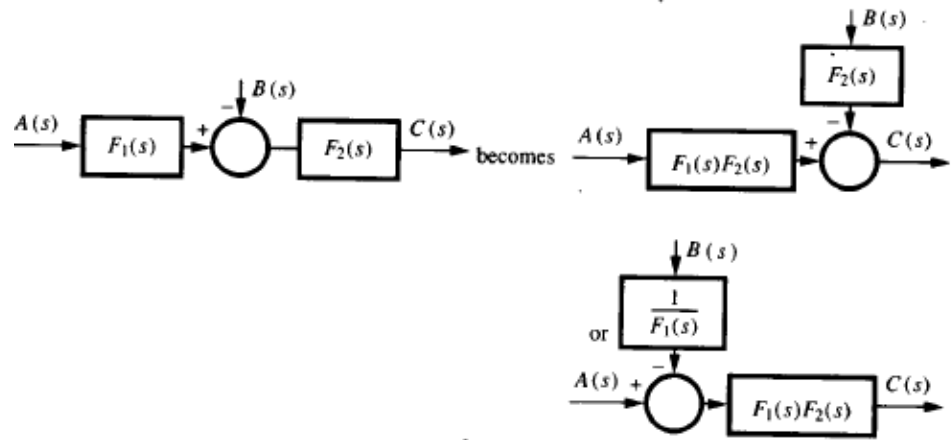 A(s)
F₁(s)
+
−
B(s)
F₂(s)
C(s)
becomes
A(s)
F₁(s)F₂(s)
+
−
B(s)
F₂(s)
C(s)
or
B(s)
1
F₁(s)
−
A(s) +
F₁(s)F₂(s)
C(s)